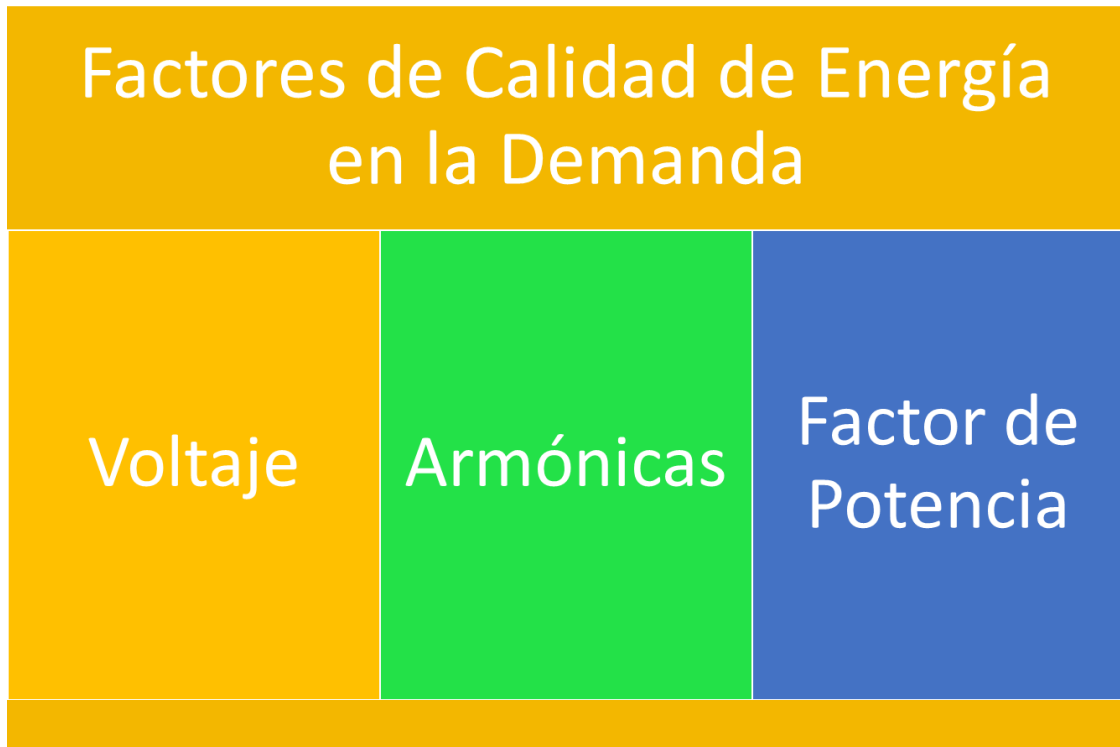 Factores de Calidad de Energía
en la Demanda
Voltaje
Armónicas
Factor de
Potencia